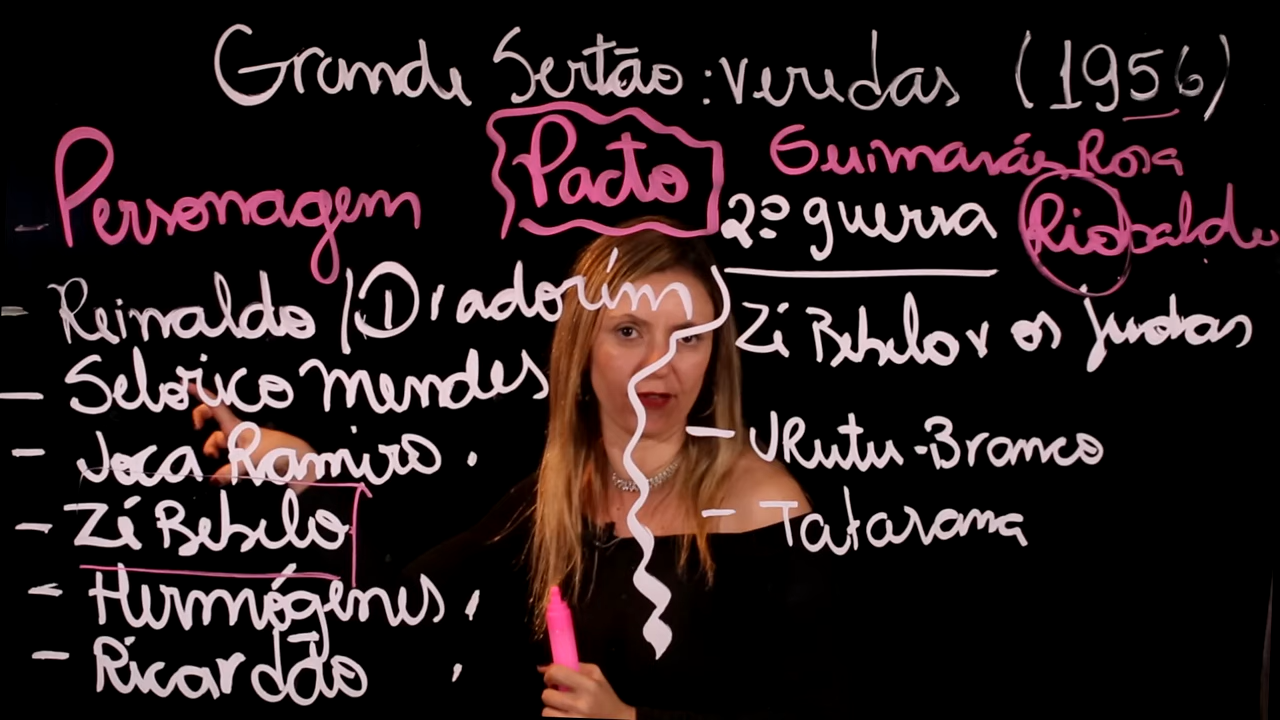 Grande Sertão: veredas (1956)
Pacto
Guimarães Rosa
Personagem
2ª guerra
Riobaldo
- Reinaldo / Diadorim
Zé Bebelo v os judas
- Selorico Mendes
- Joca Ramiro.
- Urutu-Branco
- Zé Bebelo
- Tatarana
- Hermógenes,
- Ricardão,